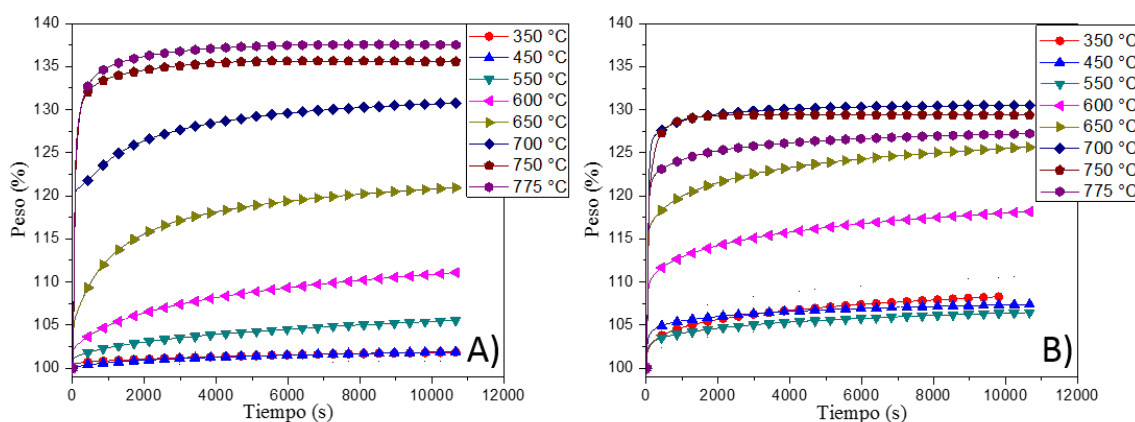 140
135
130
125
120
115
110
105
100
Peso (%)
0
2000
4000
6000
8000
10000
12000
Tiempo (s)
350 °C
450 °C
550 °C
600 °C
650 °C
700 °C
750 °C
775 °C
A)
140
135
130
125
120
115
110
105
100
Peso (%)
0
2000
4000
6000
8000
10000
12000
Tiempo (s)
350 °C
450 °C
550 °C
600 °C
650 °C
700 °C
750 °C
775 °C
B)